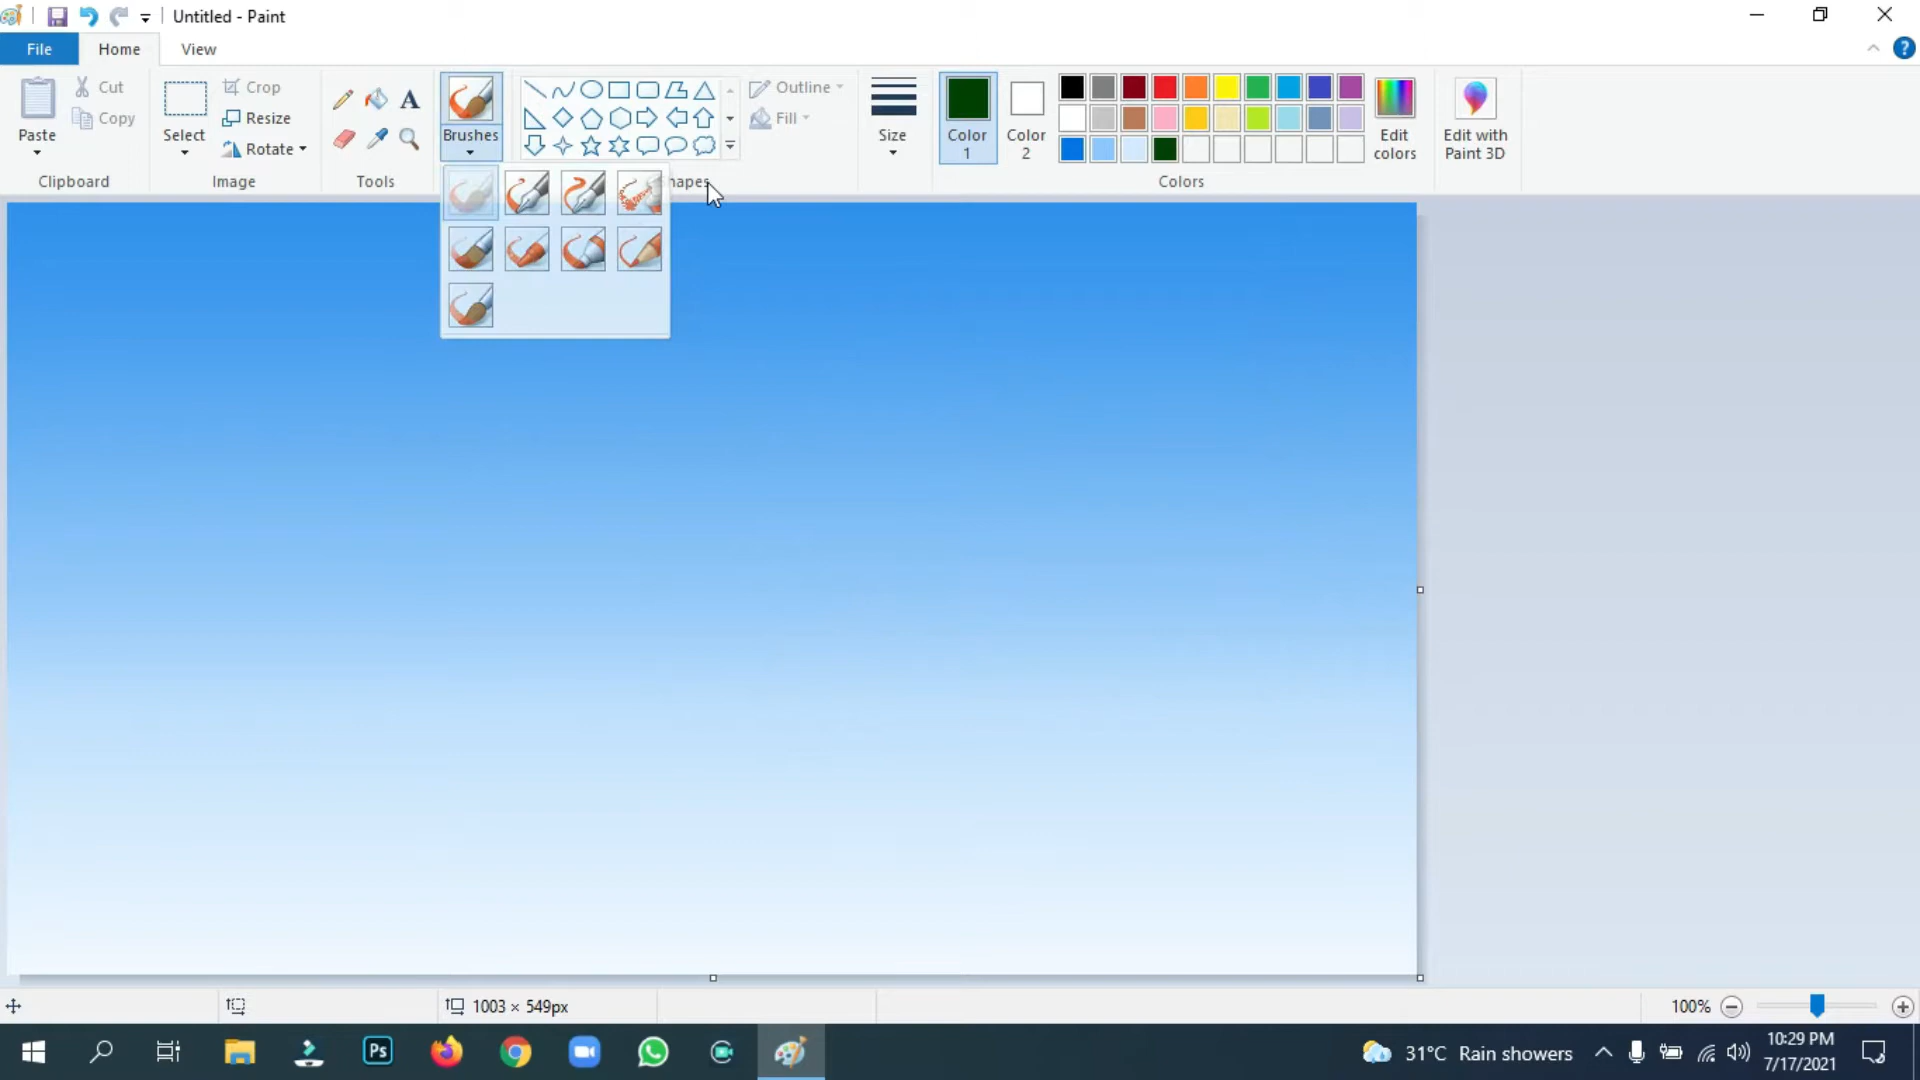 Untitled - Paint
File Home View
Paste
Cut
Copy
Clipboard
Select
Crop
Resize
Rotate
Image
A
Tools
Brushes
Outline
Fill
hapes
Size
Color 1
Color 2
Edit colors
Colors
Edit with Paint 3D
?
1003 × 549px
100%
Ps
31°C Rain showers
10:29 PM
7/17/2021